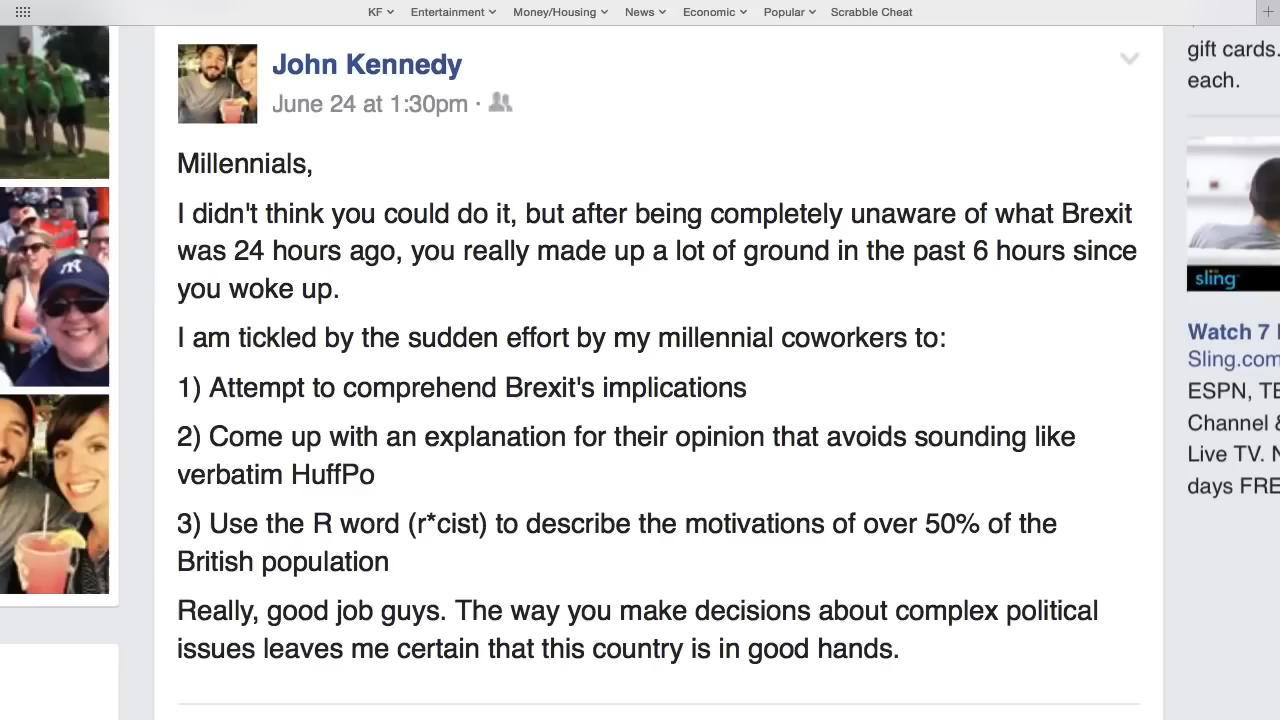 KF Entertainment Money/Housing News Economic Popular Scrabble Cheat
John Kennedy
June 24 at 1:30pm ·
Millennials,
I didn't think you could do it, but after being completely unaware of what Brexit
was 24 hours ago, you really made up a lot of ground in the past 6 hours since
you woke up.
I am tickled by the sudden effort by my millennial coworkers to:
1) Attempt to comprehend Brexit's implications
2) Come up with an explanation for their opinion that avoids sounding like
verbatim HuffPo
3) Use the R word (r*cist) to describe the motivations of over 50% of the
British population
Really, good job guys. The way you make decisions about complex political
issues leaves me certain that this country is in good hands.
gift cards.
each.
sling
Watch 7
Sling.com
ESPN, TE
Channel &
Live TV. N
days FRE